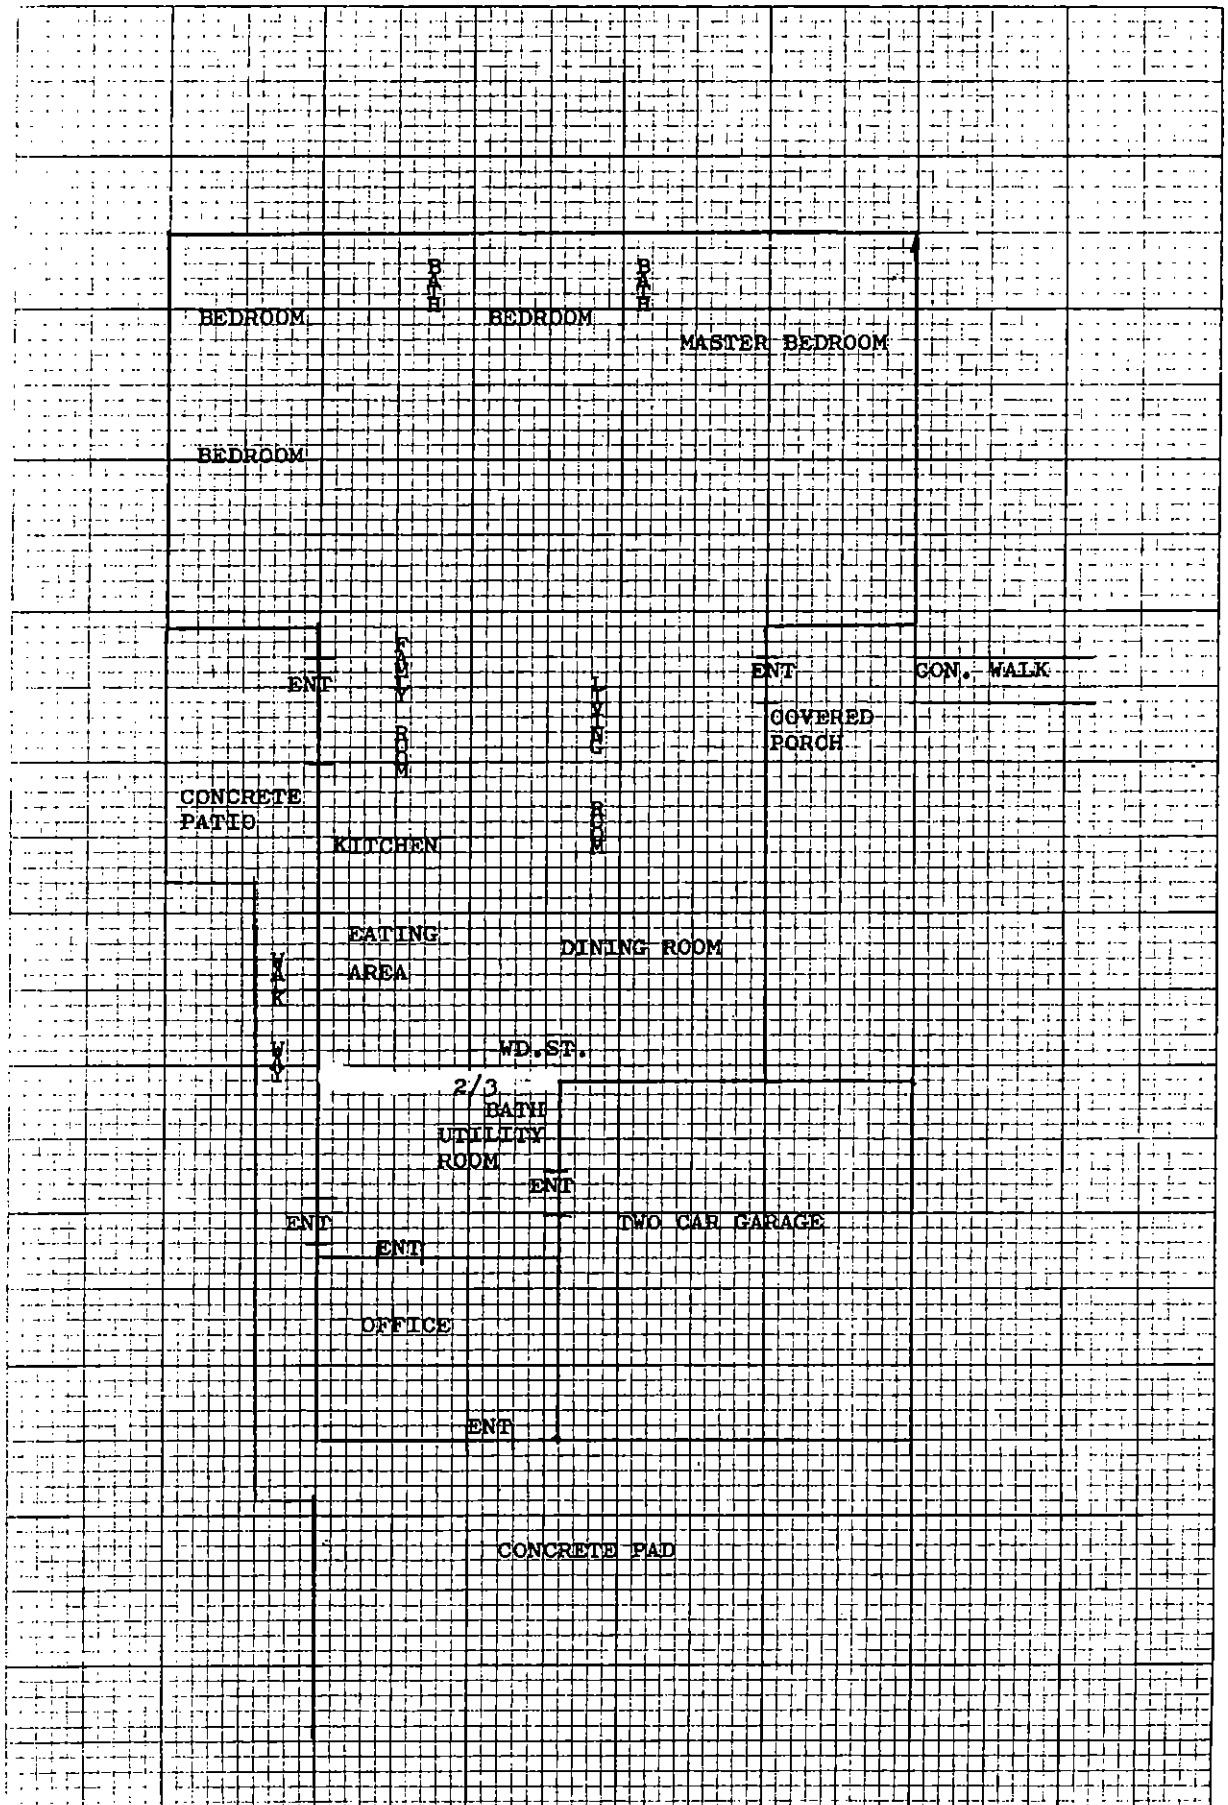 BATH
BATH
BEDROOM
BEDROOM
MASTER BEDROOM
BEDROOM
FAMILY ROOM
ENT
ENT
CON. WALK
LIVING ROOM
COVERED
PORCH
CONCRETE
PATIO
KITCHEN
EATING
AREA
DINING ROOM
WAK WAY
WD.ST.
2/3
BATH
UTILITY
ROOM
ENT
ENT
TWO CAR GARAGE
ENT
OFFICE
ENT
CONCRETE PAD